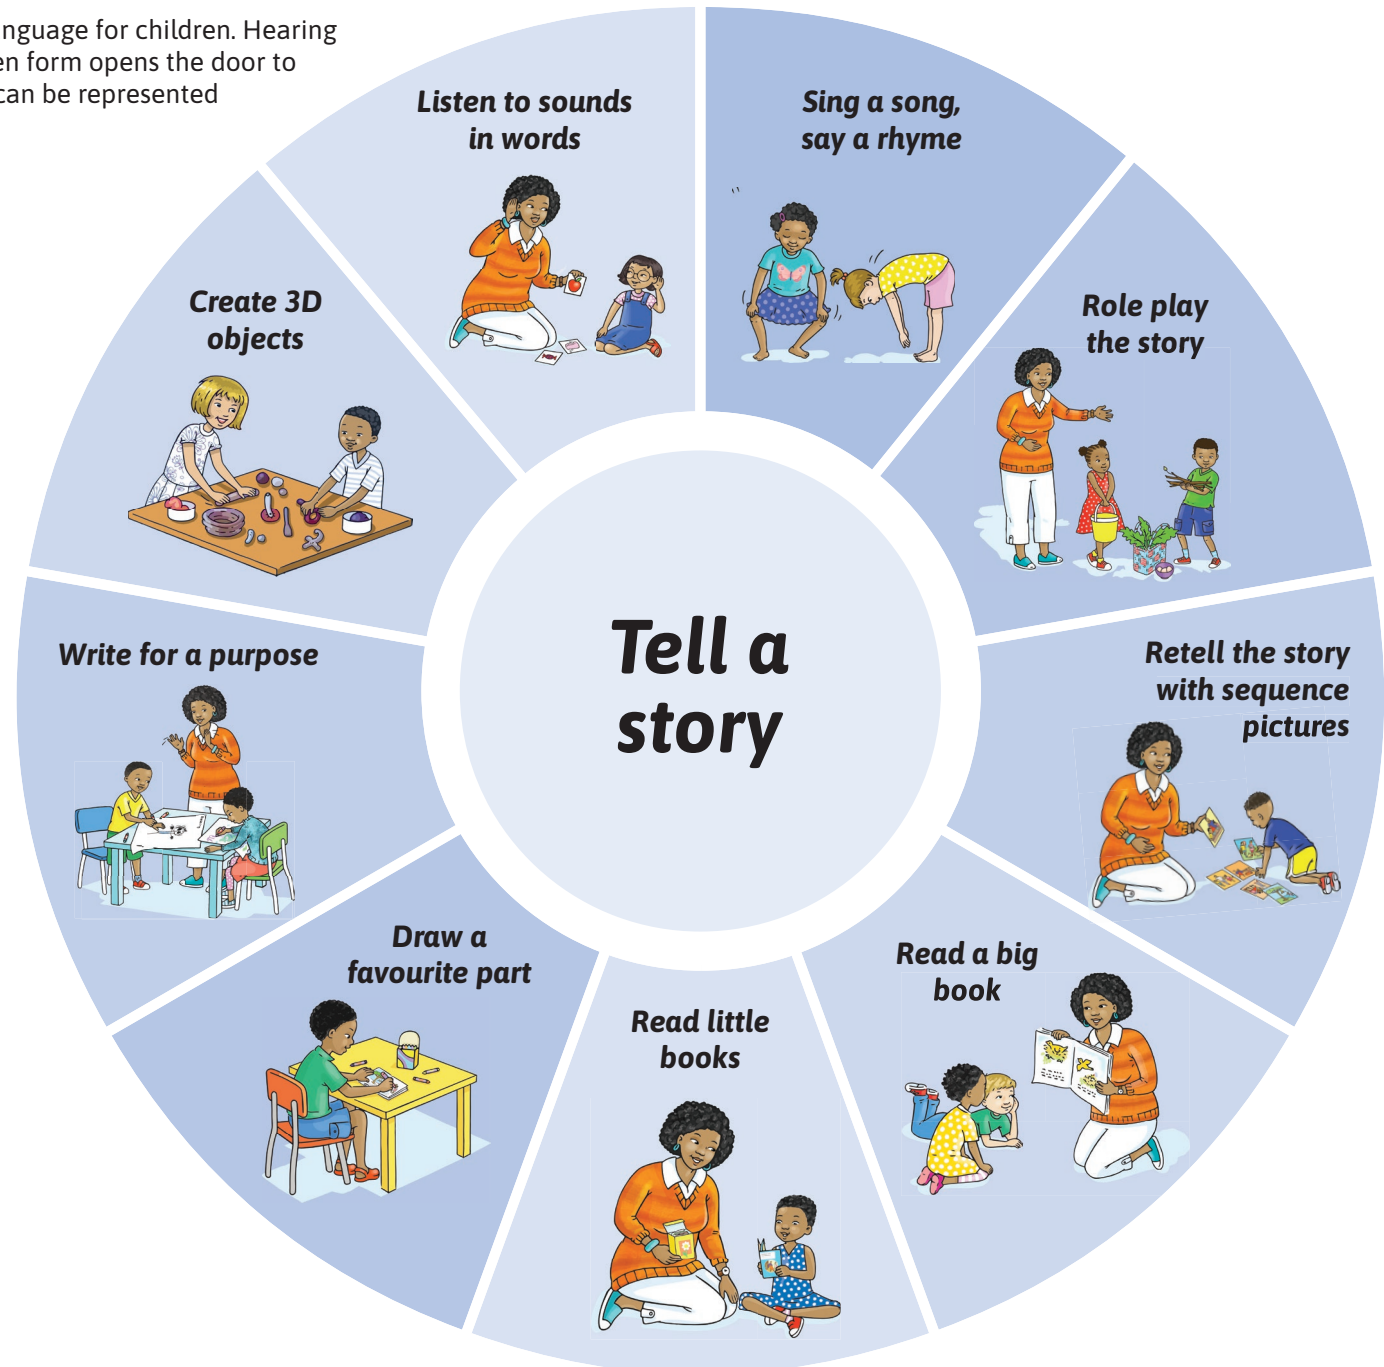 nguage for children. Hearing
en form opens the door to
can be represented
Listen to sounds
in words
Sing a song,
say a rhyme
Role play
the story
Retell the story
with sequence
pictures
Read a big
book
Read little
books
Draw a
favourite part
Write for a purpose
Create 3D
objects
Tell a
story